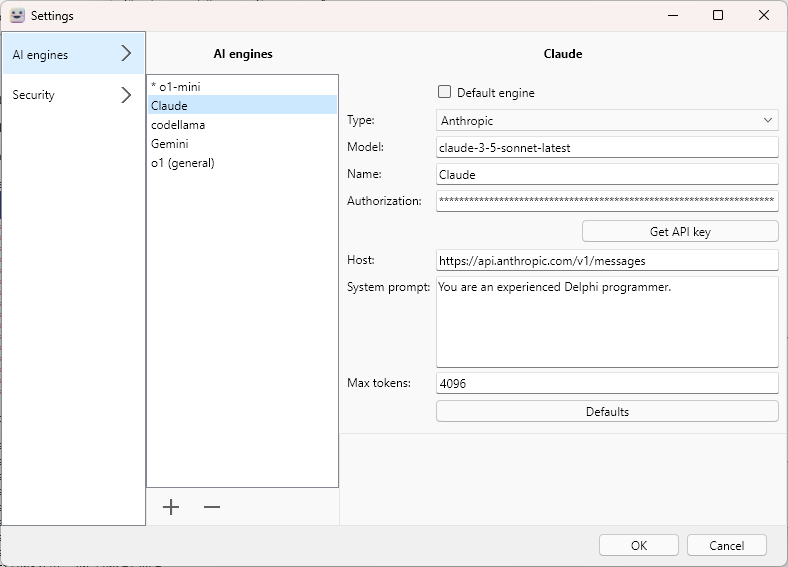 Settings
AI engines
Security
AI engines
* o1-mini
Claude
codellama
Gemini
o1 (general)
Claude
Default engine
Type: Anthropic
Model: claude-3-5-sonnet-latest
Name: Claude
Authorization: *******************************************************************
Get API key
Host: https://api.anthropic.com/v1/messages
System prompt: You are an experienced Delphi programmer.
Max tokens: 4096
Defaults
OK Cancel